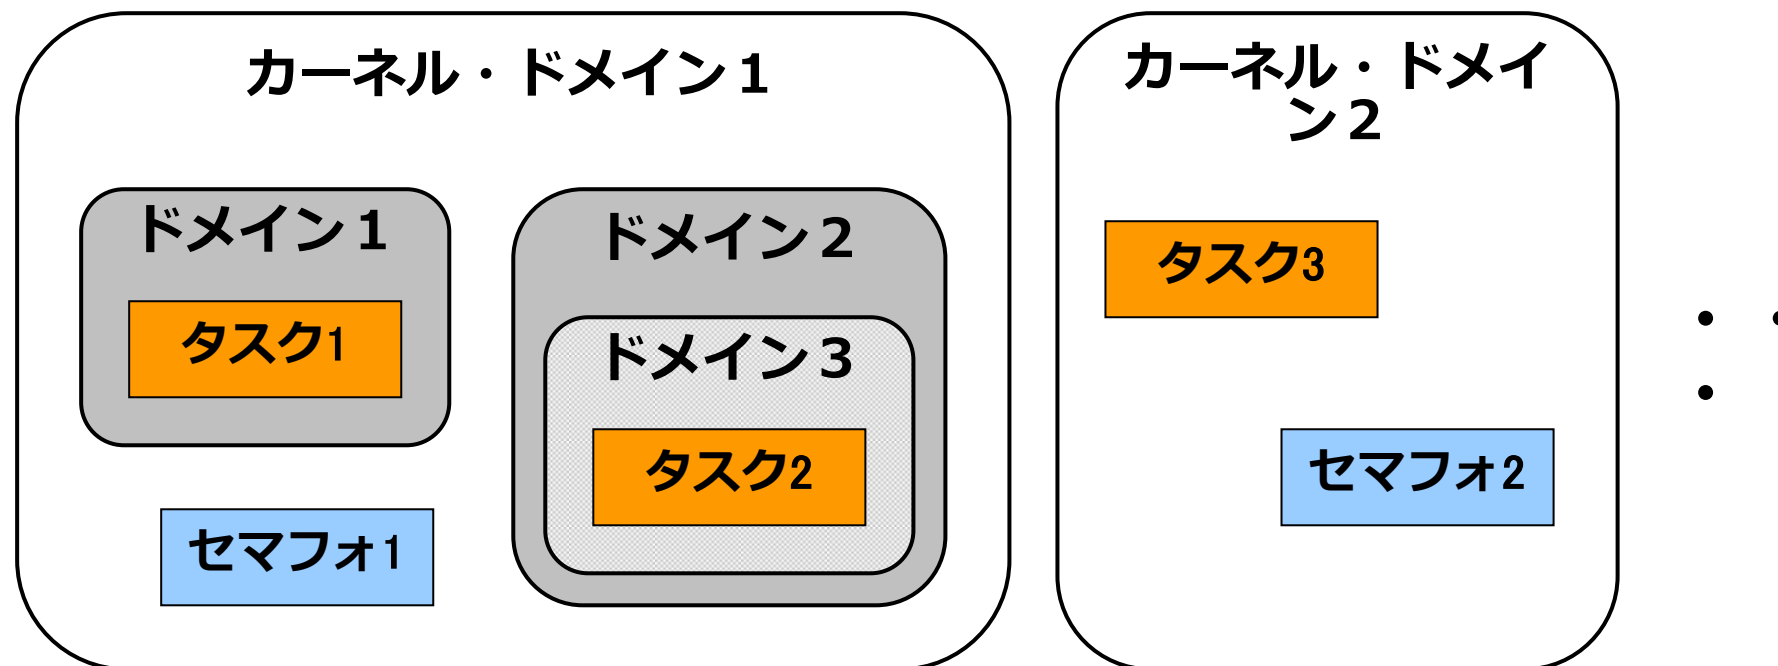 カーネル・ドメイン１
ドメイン１
タスク1
セマフォ1
ドメイン２
ドメイン３
タスク2
カーネル・ドメイ
ン２
タスク3
セマフォ2
・・
・